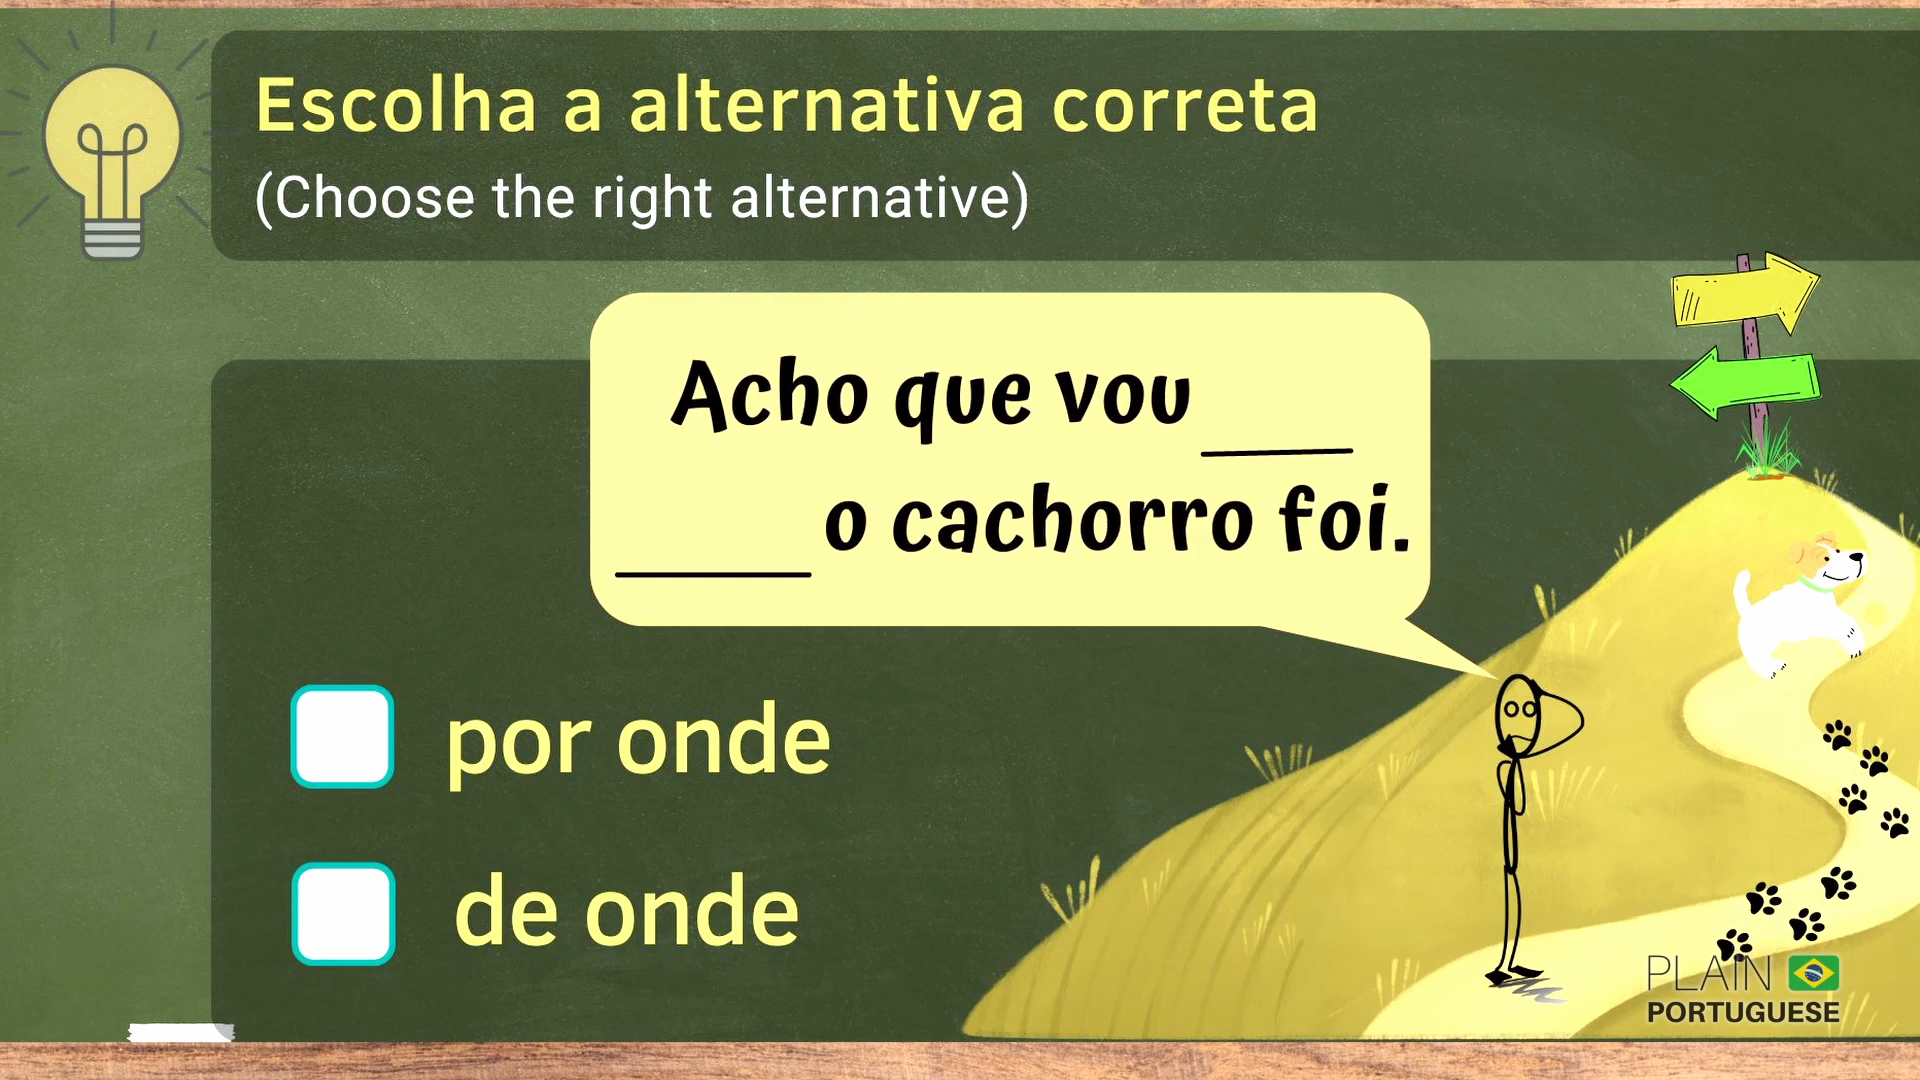 Escolha a alternativa correta
(Choose the right alternative)
Acho que vou ____
_____ o cachorro foi.
por onde
de onde
PLAIN
PORTUGUESE